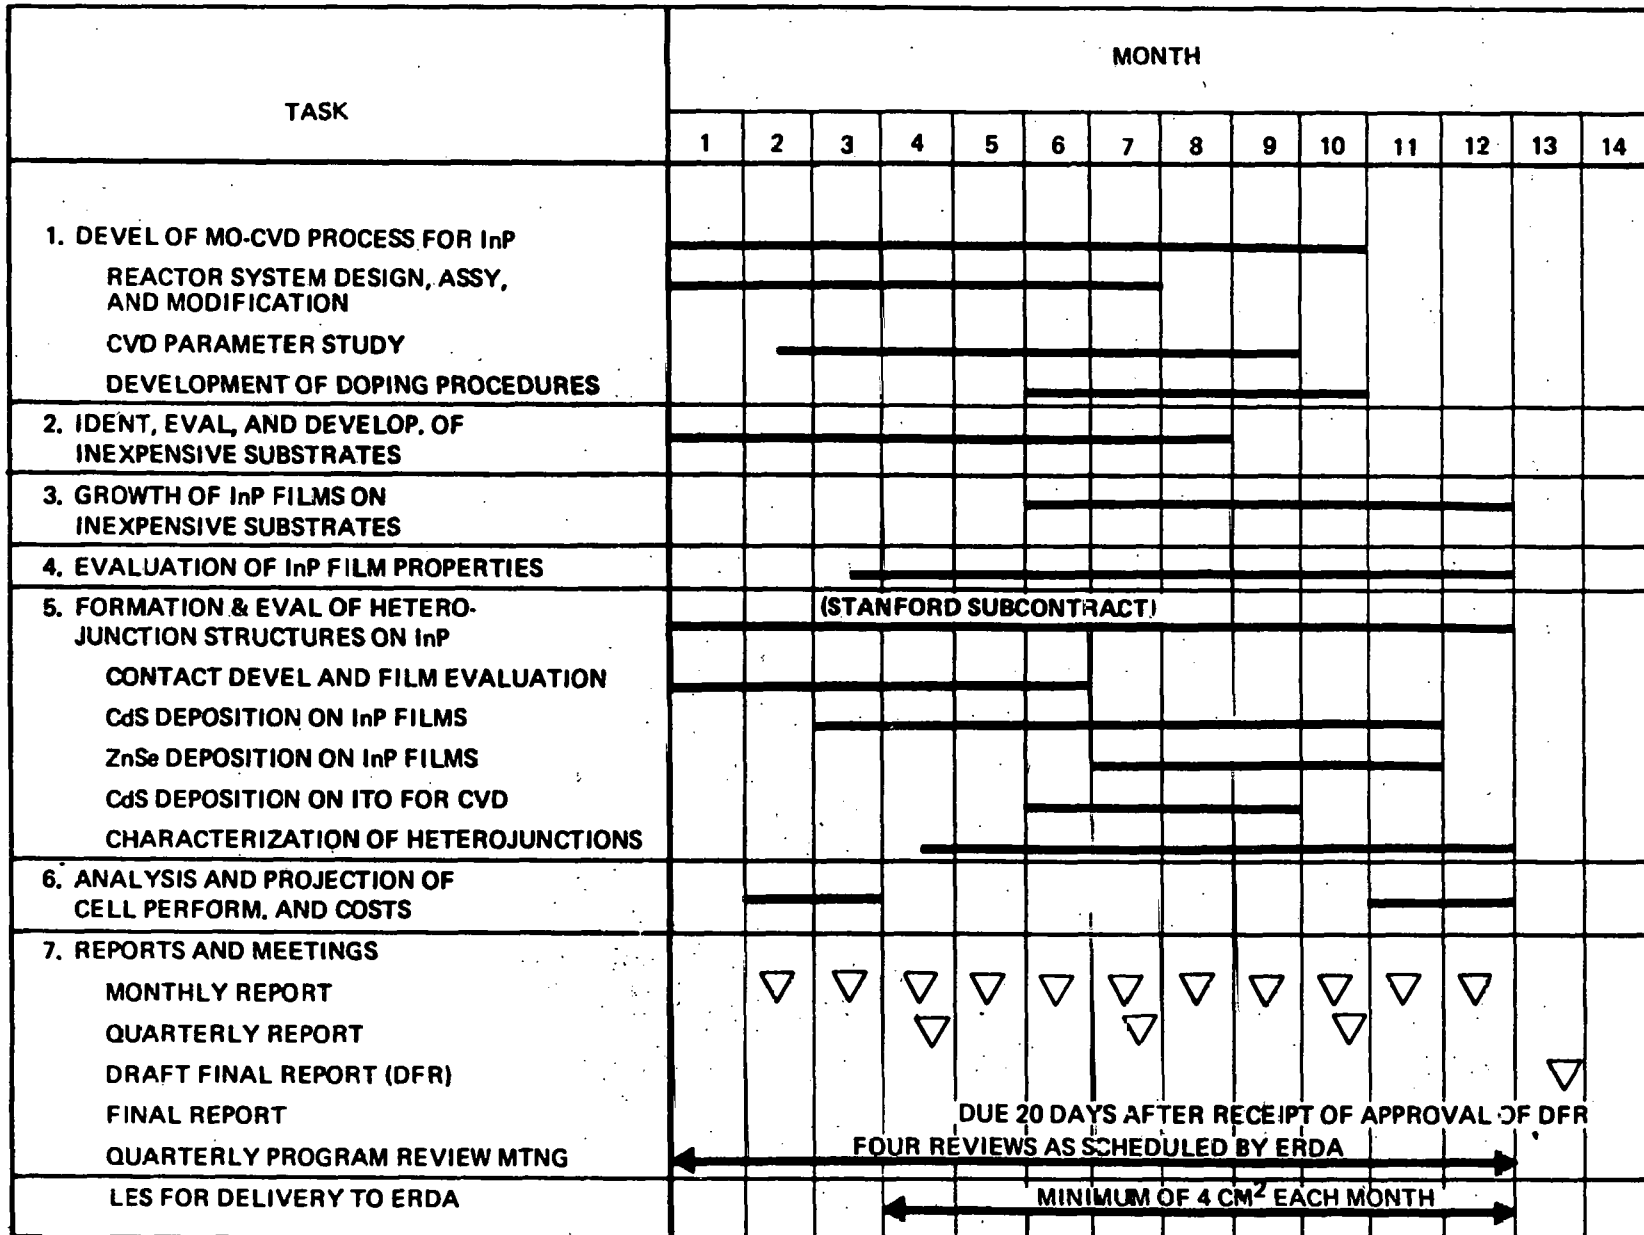 MONTH
TASK
1 2 3 4 5 6 7 8 9 10 11 12 13 14
1. DEVEL OF MO-CVD PROCESS FOR InP
REACTOR SYSTEM DESIGN, ASSY,
AND MODIFICATION
CVD PARAMETER STUDY
DEVELOPMENT OF DOPING PROCEDURES
2. IDENT, EVAL, AND DEVELOP. OF
INEXPENSIVE SUBSTRATES
3. GROWTH OF InP FILMS ON
INEXPENSIVE SUBSTRATES
4. EVALUATION OF InP FILM PROPERTIES
5. FORMATION & EVAL OF HETERO-
JUNCTION STRUCTURES ON InP
(STANFORD SUBCONTRACT)
CONTACT DEVEL AND FILM EVALUATION
CdS DEPOSITION ON InP FILMS
ZnSe DEPOSITION ON InP FILMS
CdS DEPOSITION ON ITO FOR CVD
CHARACTERIZATION OF HETEROJUNCTIONS
6. ANALYSIS AND PROJECTION OF
CELL PERFORM. AND COSTS
7. REPORTS AND MEETINGS
MONTHLY REPORT
QUARTERLY REPORT
DRAFT FINAL REPORT (DFR)
FINAL REPORT
DUE 20 DAYS AFTER RECEIPT OF APPROVAL OF DFR
QUARTERLY PROGRAM REVIEW MTNG
FOUR REVIEWS AS SCHEDULED BY ERDA
LES FOR DELIVERY TO ERDA
MINIMUM OF 4 CM² EACH MONTH